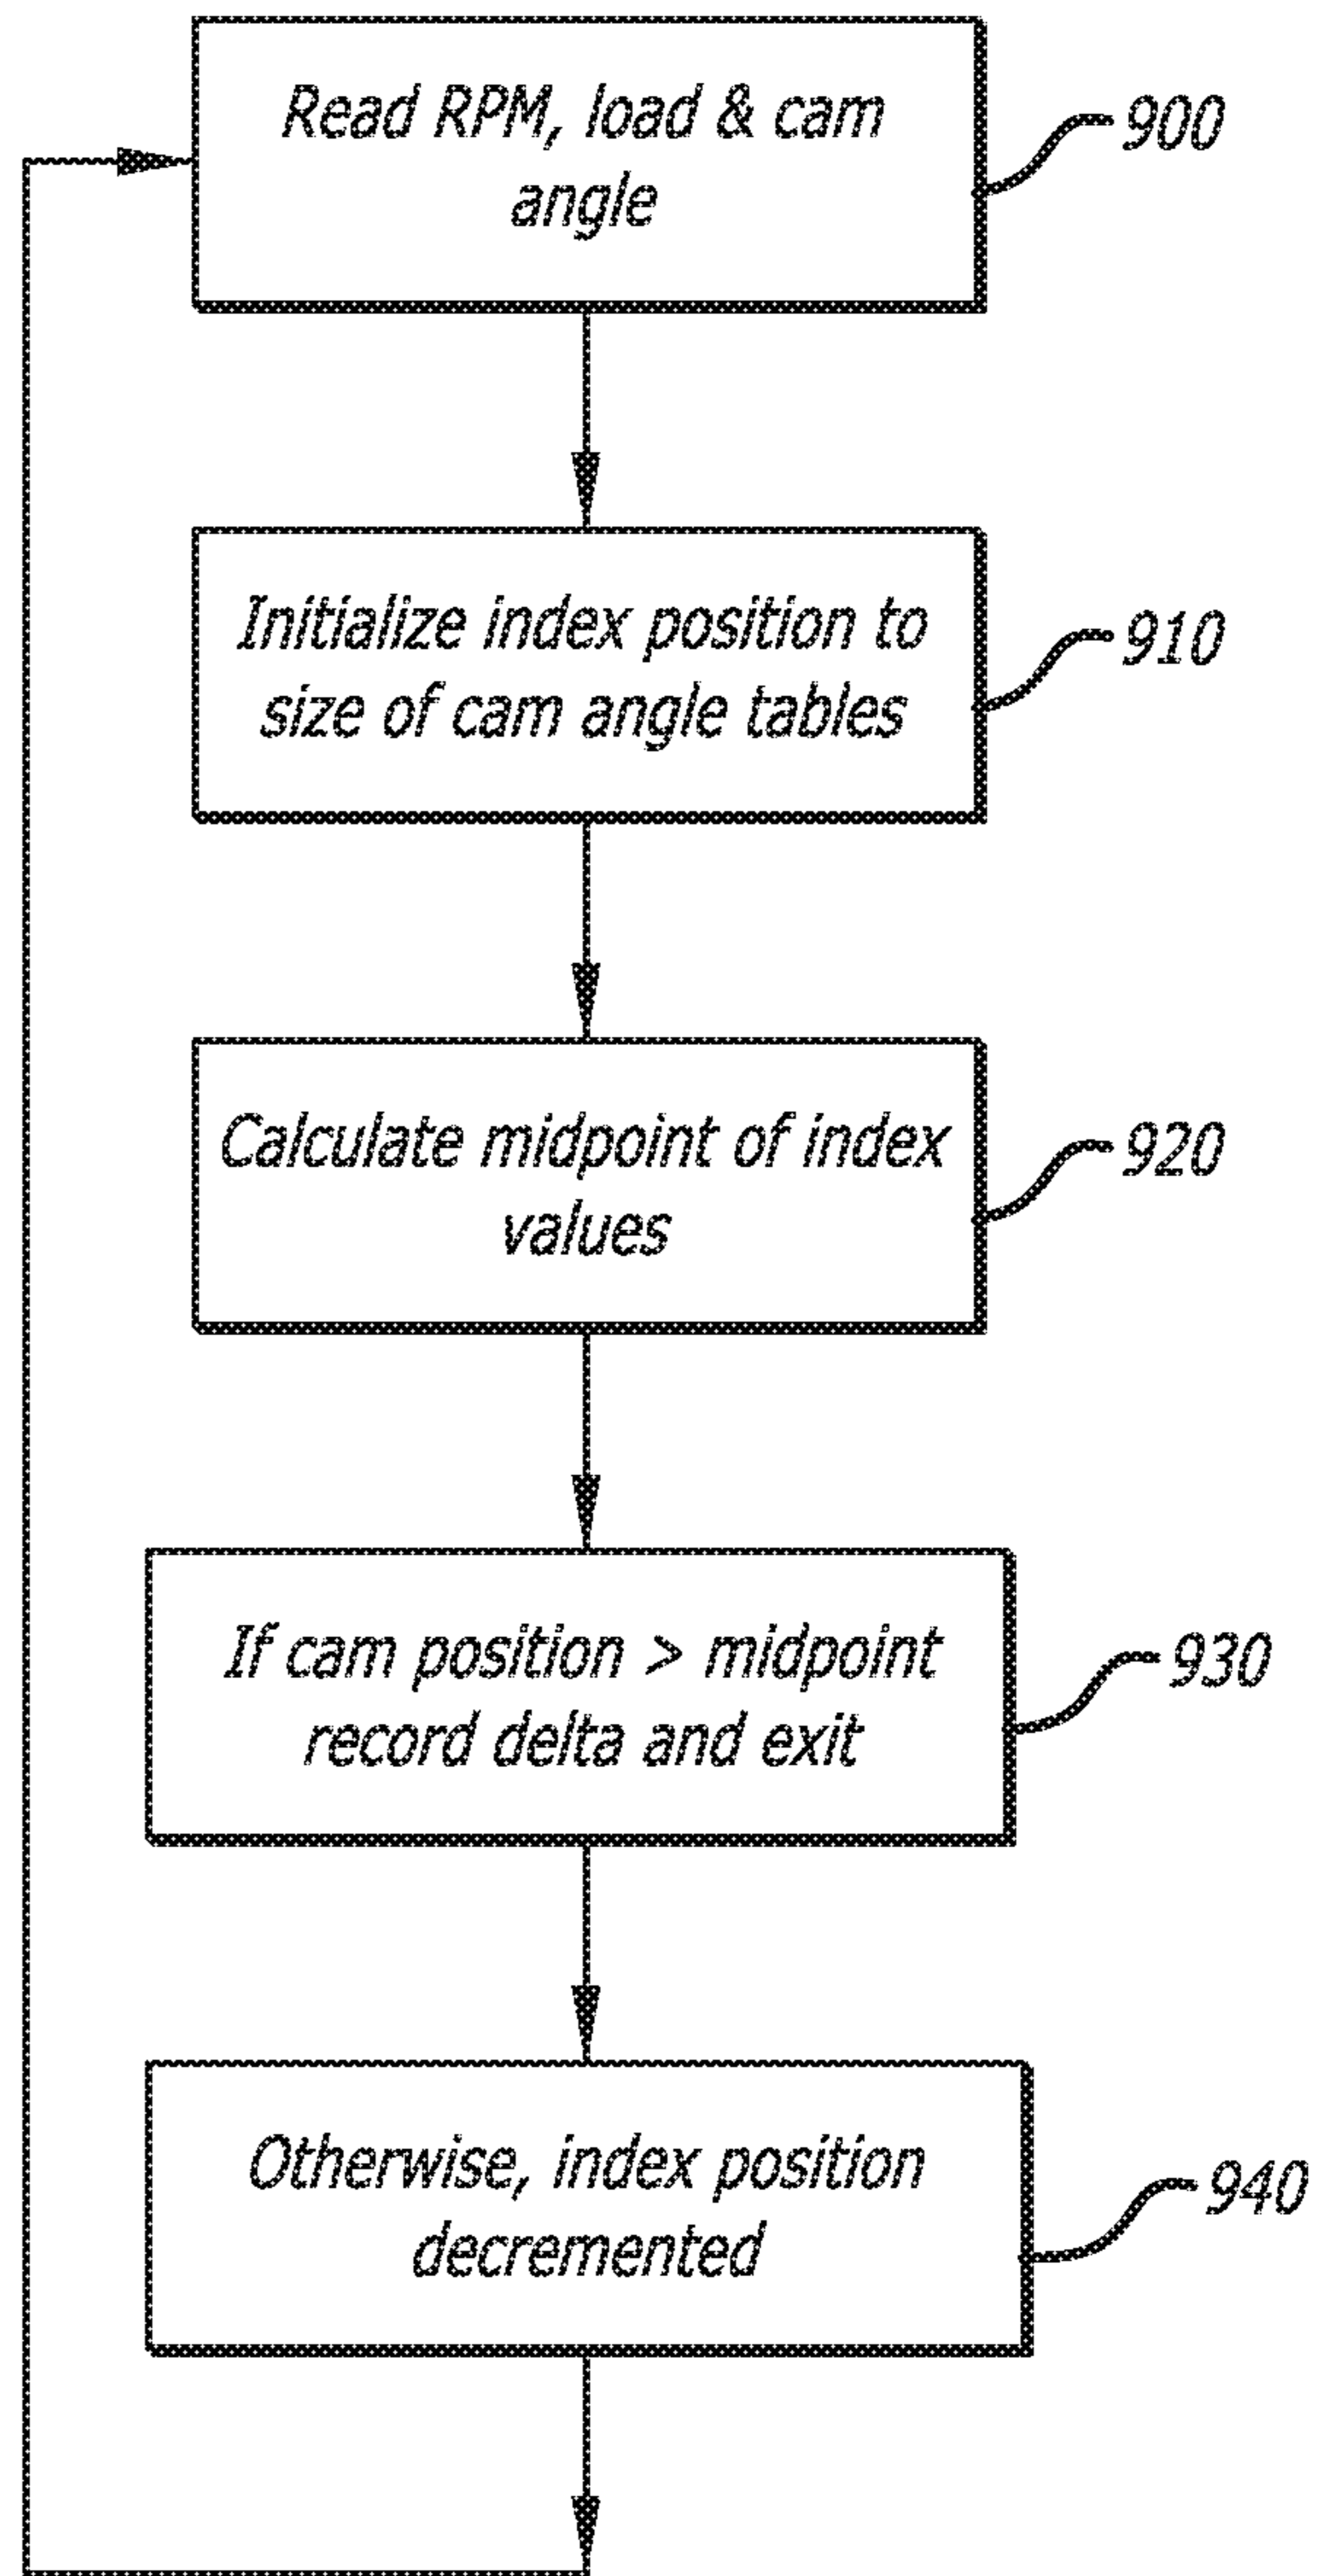 Read RPM, load & cam
angle
900
Initialize index position to
size of cam angle tables
910
Calculate midpoint of index
values
920
If cam position > midpoint
record delta and exit
930
Otherwise, index position
decremented
940